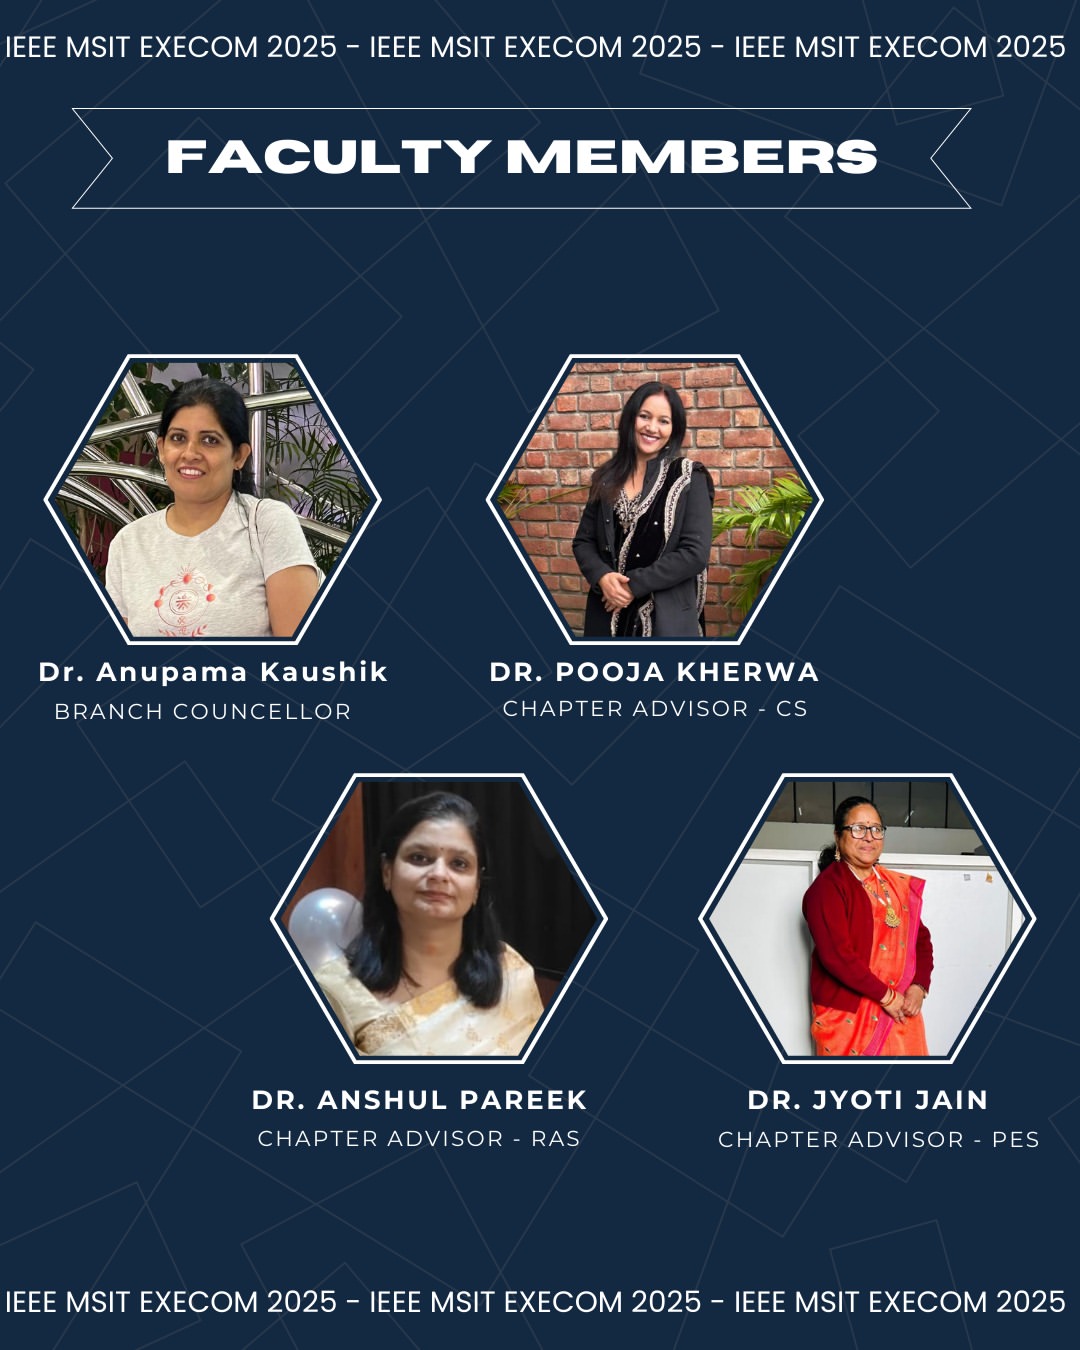 IEEE MSIT EXECOM 2025 - IEEE MSIT EXECOM 2025 - IEEE MSIT EXECOM 2025
FACULTY MEMBERS
Dr. Anupama Kaushik
BRANCH COUNCELLOR
DR. POOJA KHERWA
CHAPTER ADVISOR - CS
DR. ANSHUL PAREEK
CHAPTER ADVISOR - RAS
DR. JYOTI JAIN
CHAPTER ADVISOR - PES
IEEE MSIT EXECOM 2025 - IEEE MSIT EXECOM 2025 - IEEE MSIT EXECOM 2025